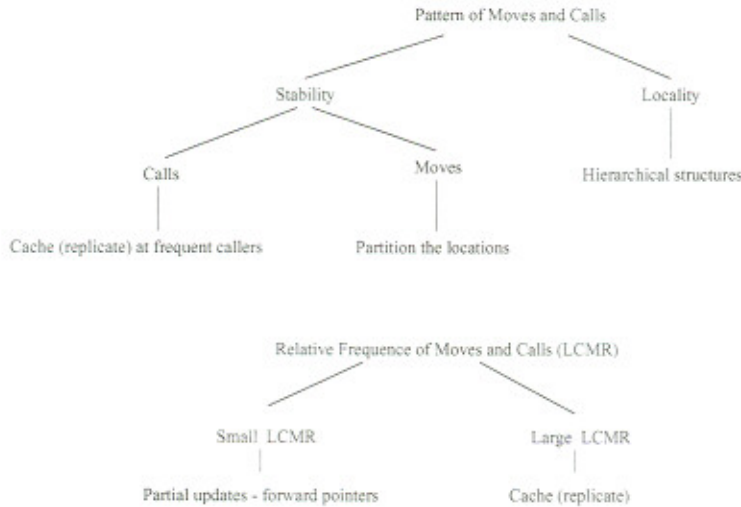 Pattern of Moves and Calls
Stability
Locality
Calls
Moves
Hierarchical structures
Cache (replicate) at frequent callers
Partition the locations
Relative Frequence of Moves and Calls (LCMR)
Small LCMR
Large LCMR
Partial updates - forward pointers
Cache (replicate)